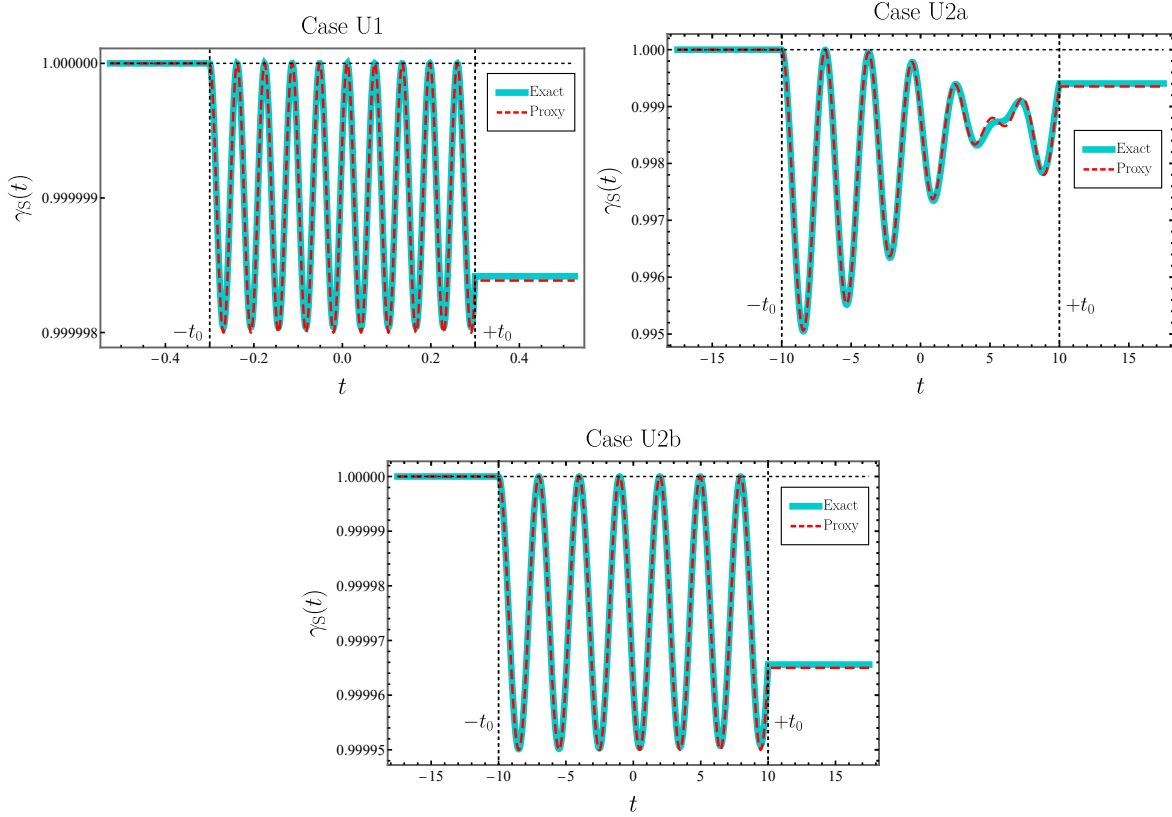 Case U1
γS(t)
1.000000
0.999999
0.999998
Exact
Proxy
−t0
+t0
−0.4
−0.2
0.0
0.2
0.4
t
Case U2a
γS(t)
1.000
0.999
0.998
0.997
0.996
0.995
Exact
Proxy
−t0
+t0
−15
−10
−5
0
5
10
15
t
Case U2b
γS(t)
1.00000
0.99999
0.99998
0.99997
0.99996
0.99995
Exact
Proxy
−t0
+t0
−15
−10
−5
0
5
10
15
t